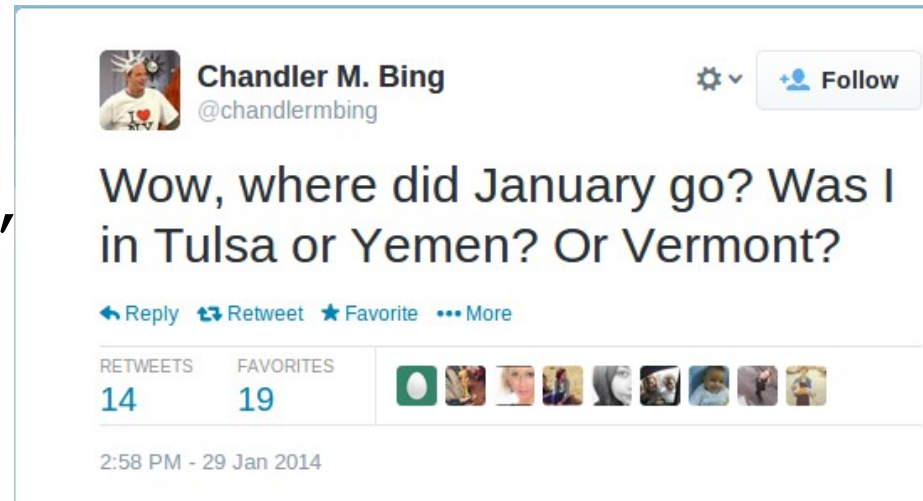 Chandler M. Bing
@chandlermbing
Follow
Wow, where did January go? Was I
in Tulsa or Yemen? Or Vermont?
Reply Retweet Favorite More
RETWEETS FAVORITES
14 19
2:58 PM - 29 Jan 2014